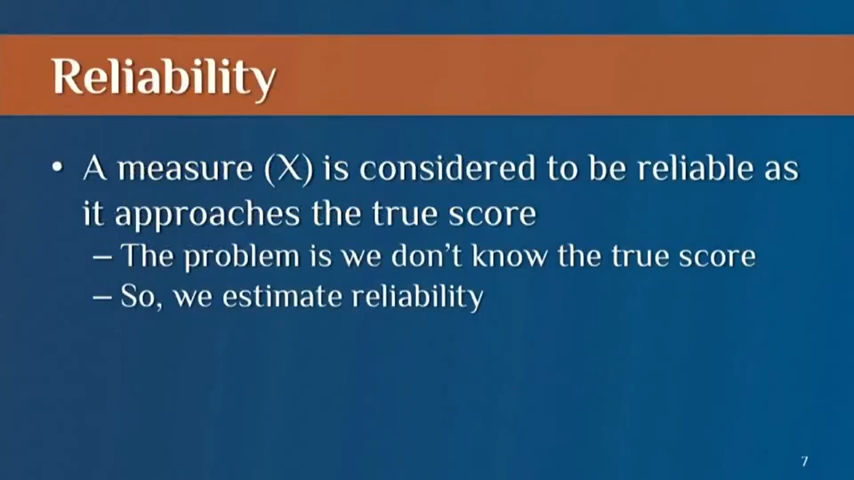 Reliability
• A measure (X) is considered to be reliable as
it approaches the true score
– The problem is we don't know the true score
– So, we estimate reliability
7